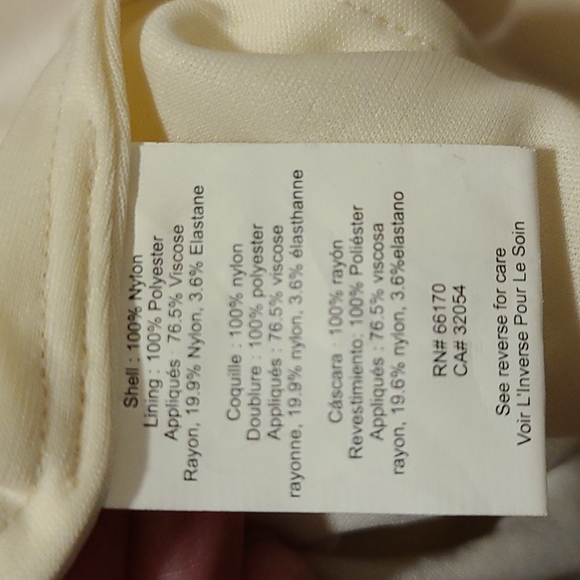 Shell : 100% Nylon
Lining : 100% Polyester
Appliqués 76.5% Viscose
Rayon, 19.9% Nylon, 3.6% Elastane
Coquille : 100% nylon
Doublure : 100% polyester
Appliqués : 76.5% viscose
rayonne, 19.9% nylon, 3.6% élasthanne
Cáscara : 100% rayón
Revestimiento: 100% Poliéster
Appliqués : 76.5% viscosa
rayon, 19.6% nylon, 3.6%elastano
RN# 66170
CA# 32054
See reverse for care
Voir L'Inverse Pour Le Soin